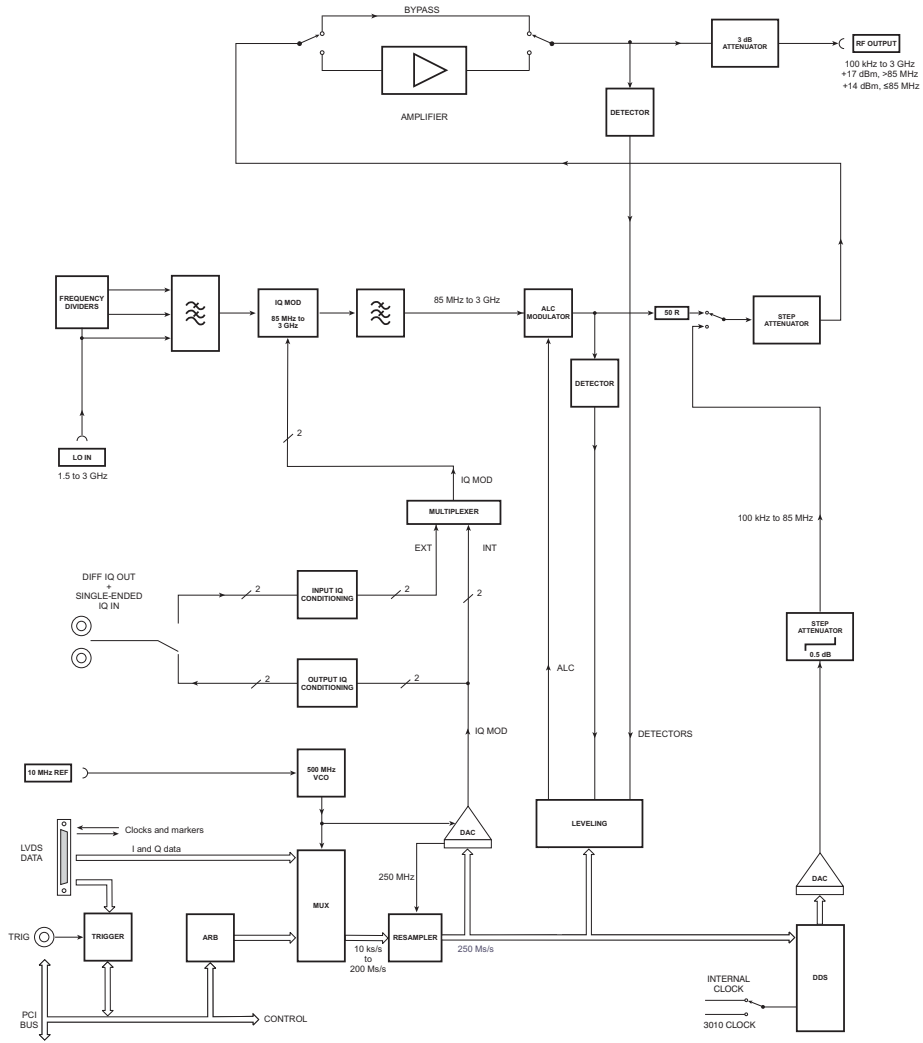 BYPASS
AMPLIFIER
3 dB
ATTENUATOR
RF OUTPUT
100 kHz to 3 GHz
+17 dBm, >85 MHz
+14 dBm, ≤85 MHz
DETECTOR
FREQUENCY
DIVIDERS
IQ MOD
85 MHz to
3 GHz
85 MHz to 3 GHz
ALC
MODULATOR
50 R
STEP
ATTENUATOR
DETECTOR
LO IN
1.5 to 3 GHz
2
IQ MOD
MULTIPLEXER
EXT
INT
100 kHz to 85 MHz
DIFF IQ OUT
+
SINGLE-ENDED
IQ IN
2
INPUT IQ
CONDITIONING
2
2
STEP
ATTENUATOR
0.5 dB
2
OUTPUT IQ
CONDITIONING
2
ALC
IQ MOD
DETECTORS
10 MHz REF
500 MHz
VCO
LVDS
DATA
Clocks and markers
I and Q data
DAC
LEVELING
250 MHz
DAC
MUX
TRIG
TRIGGER
ARB
RESAMPLER
10 ks/s
to
200 Ms/s
250 Ms/s
DDS
INTERNAL
CLOCK
3010 CLOCK
PCI
BUS
CONTROL